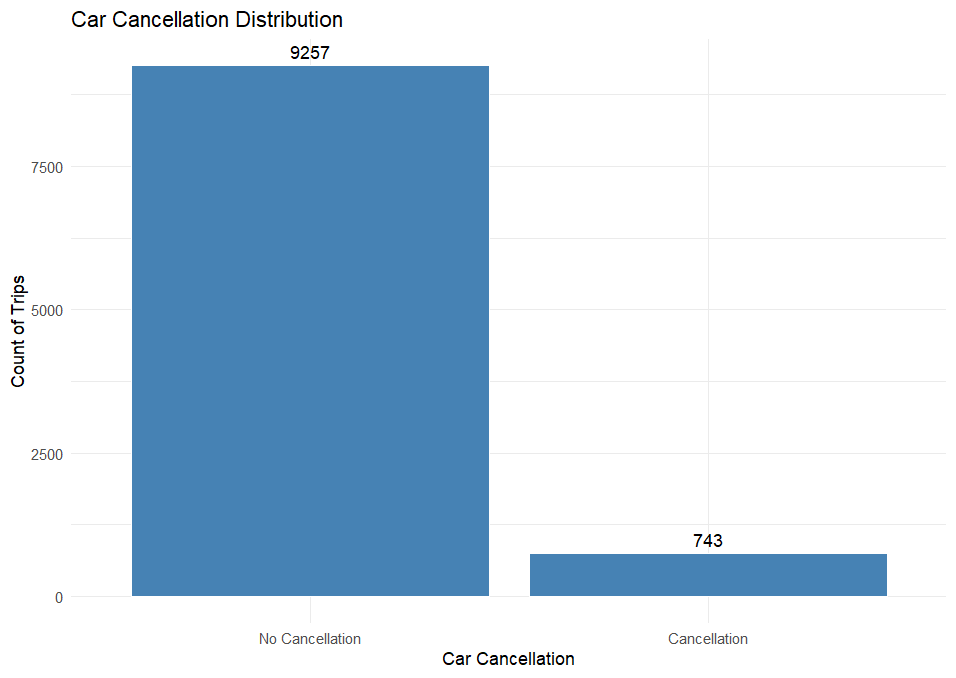 Car Cancellation Distribution
9257
7500
Count of Trips
5000
2500
743
0
No Cancellation
Cancellation
Car Cancellation